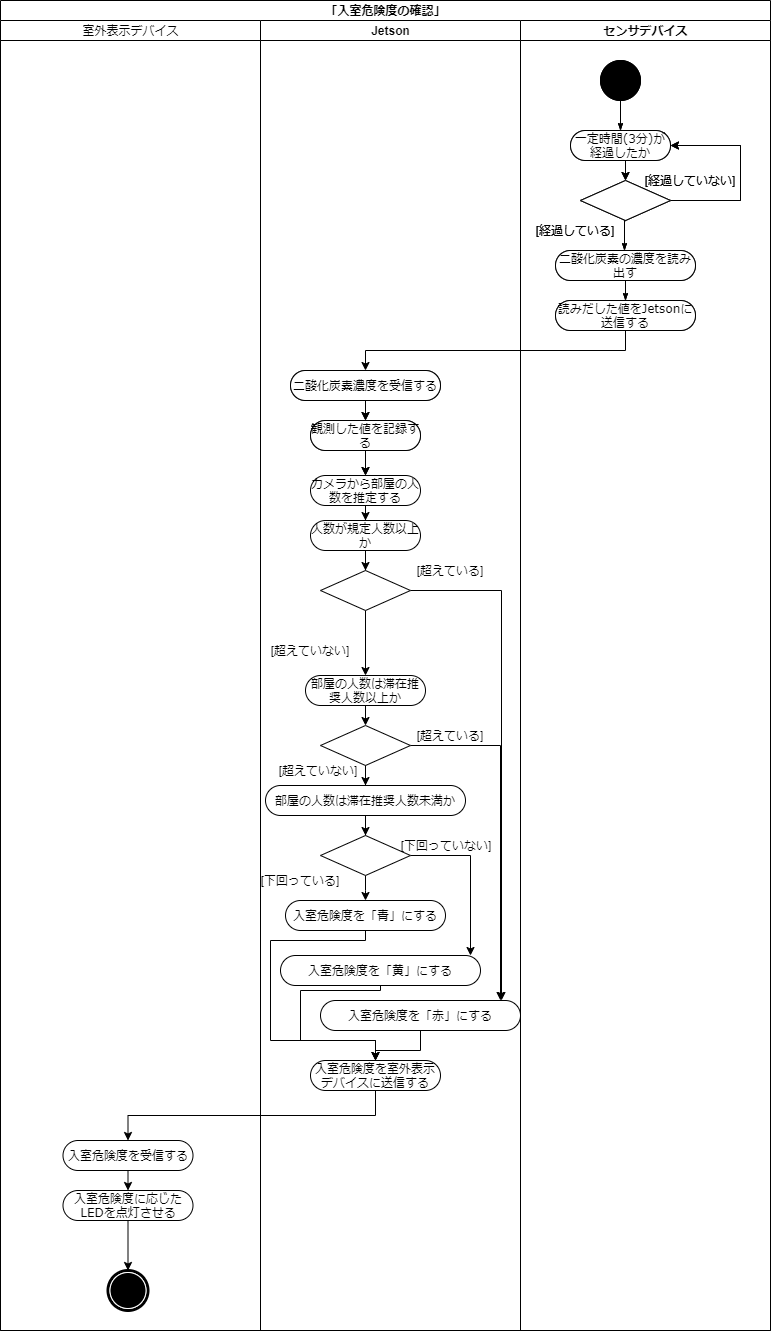 「入室危険度の確認」
室外表示デバイス
Jetson
センサデバイス
一定時間(3分)が
経過したか
[経過していない]
[経過している]
二酸化炭素の濃度を読み出
す
読みだした値をJetsonに
送信する
二酸化炭素濃度を受信する
観測した値を記録す
る
カメラから部屋の人
数を推定する
人数が規定人数以上
か
[超えている]
[超えていない]
部屋の人数は滞在推
奨人数以上か
[超えている]
[超えていない]
部屋の人数は滞在推奨人数未満か
[下回っていない]
[下回っている]
入室危険度を「青」にする
入室危険度を「黄」にする
入室危険度を「赤」にする
入室危険度を室外表示
デバイスに送信する
入室危険度を受信する
入室危険度に応じた
LEDを点灯させる